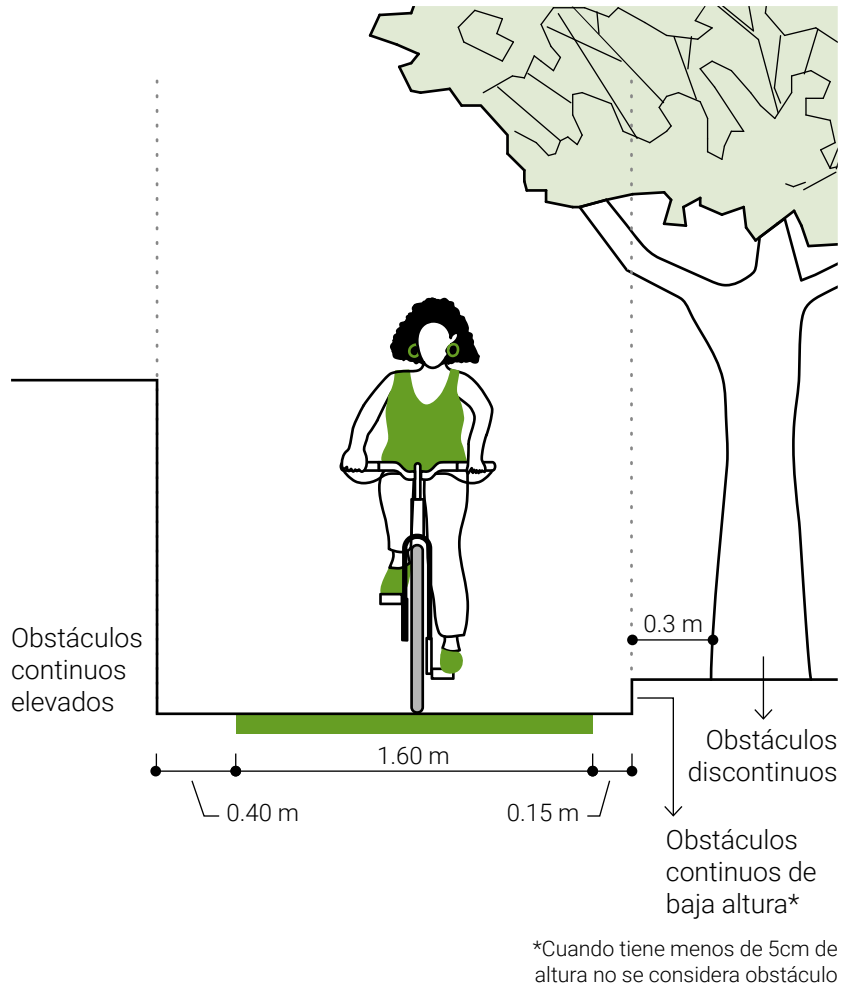 0.3 m
Obstáculos
continuos
elevados
Obstáculos
discontinuos
1.60 m
0.40 m
0.15 m
Obstáculos
continuos de
baja altura*
*Cuando tiene menos de 5cm de
altura no se considera obstáculo